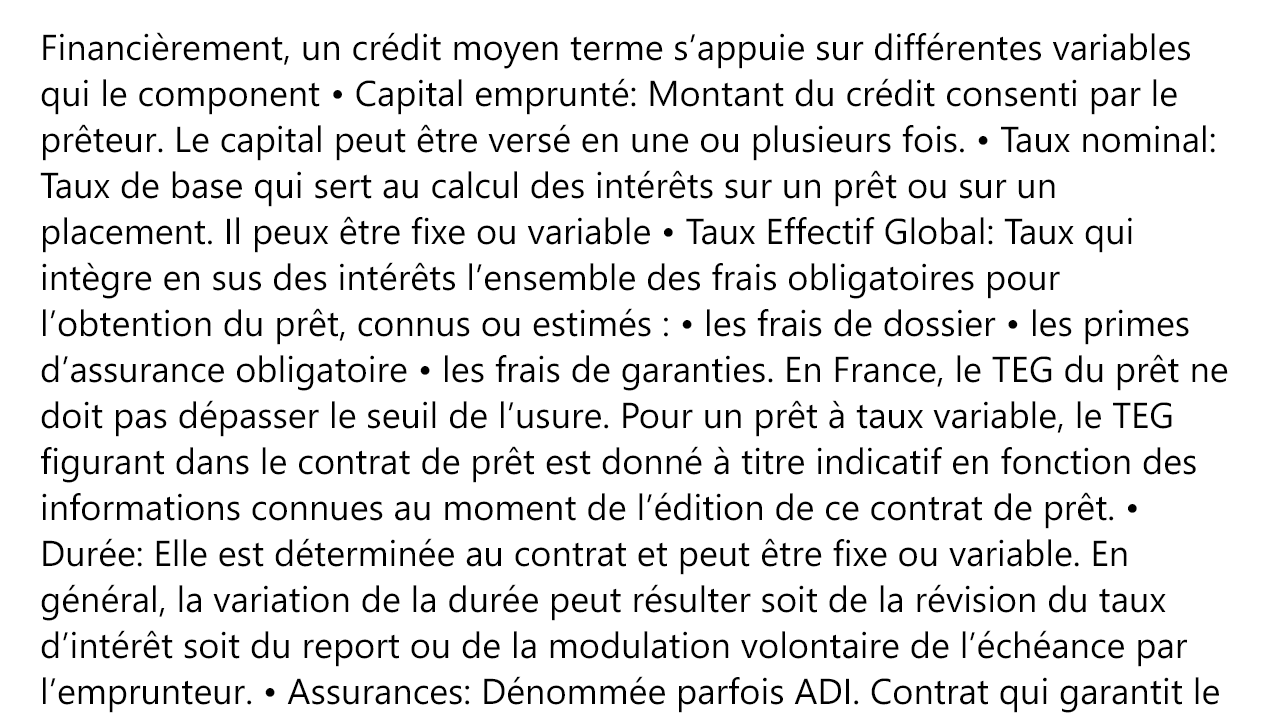 Financièrement, un crédit moyen terme s’appuie sur différentes variables
qui le component • Capital emprunté: Montant du crédit consenti par le
prêteur. Le capital peut être versé en une ou plusieurs fois. • Taux nominal:
Taux de base qui sert au calcul des intérêts sur un prêt ou sur un
placement. Il peux être fixe ou variable • Taux Effectif Global: Taux qui
intègre en sus des intérêts l’ensemble des frais obligatoires pour
l’obtention du prêt, connus ou estimés : • les frais de dossier • les primes
d’assurance obligatoire • les frais de garanties. En France, le TEG du prêt ne
doit pas dépasser le seuil de l’usure. Pour un prêt à taux variable, le TEG
figurant dans le contrat de prêt est donné à titre indicatif en fonction des
informations connues au moment de l’édition de ce contrat de prêt. •
Durée: Elle est déterminée au contrat et peut être fixe ou variable. En
général, la variation de la durée peut résulter soit de la révision du taux
d’intérêt soit du report ou de la modulation volontaire de l’échéance par
l’emprunteur. • Assurances: Dénommée parfois ADI. Contrat qui garantit le